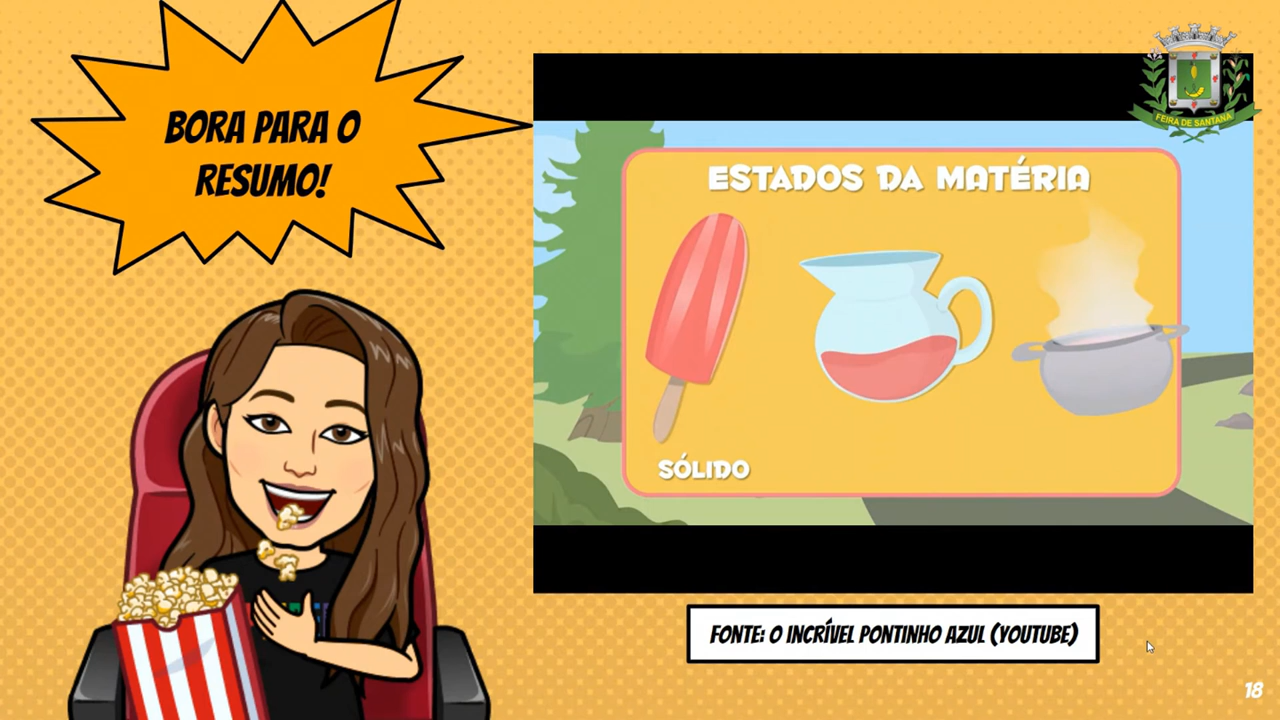 BORA PARA O
RESUMO!
FEIRA DE SANTANA
ESTADOS DA MATÉRIA
SÓLIDO
FONTE: O INCRÍVEL PONTINHO AZUL (YOUTUBE)
18